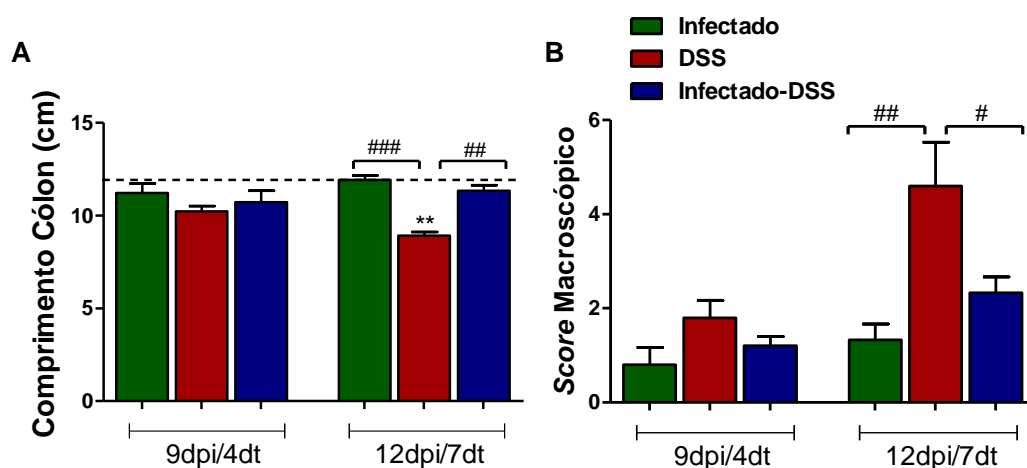 A
Comprimento Cólon (cm)
15
10
5
0
###
##
**
9dpi/4dt
12dpi/7dt
Infectado
DSS
Infectado-DSS
B
Score Macroscópico
6
4
2
0
##
#
9dpi/4dt
12dpi/7dt